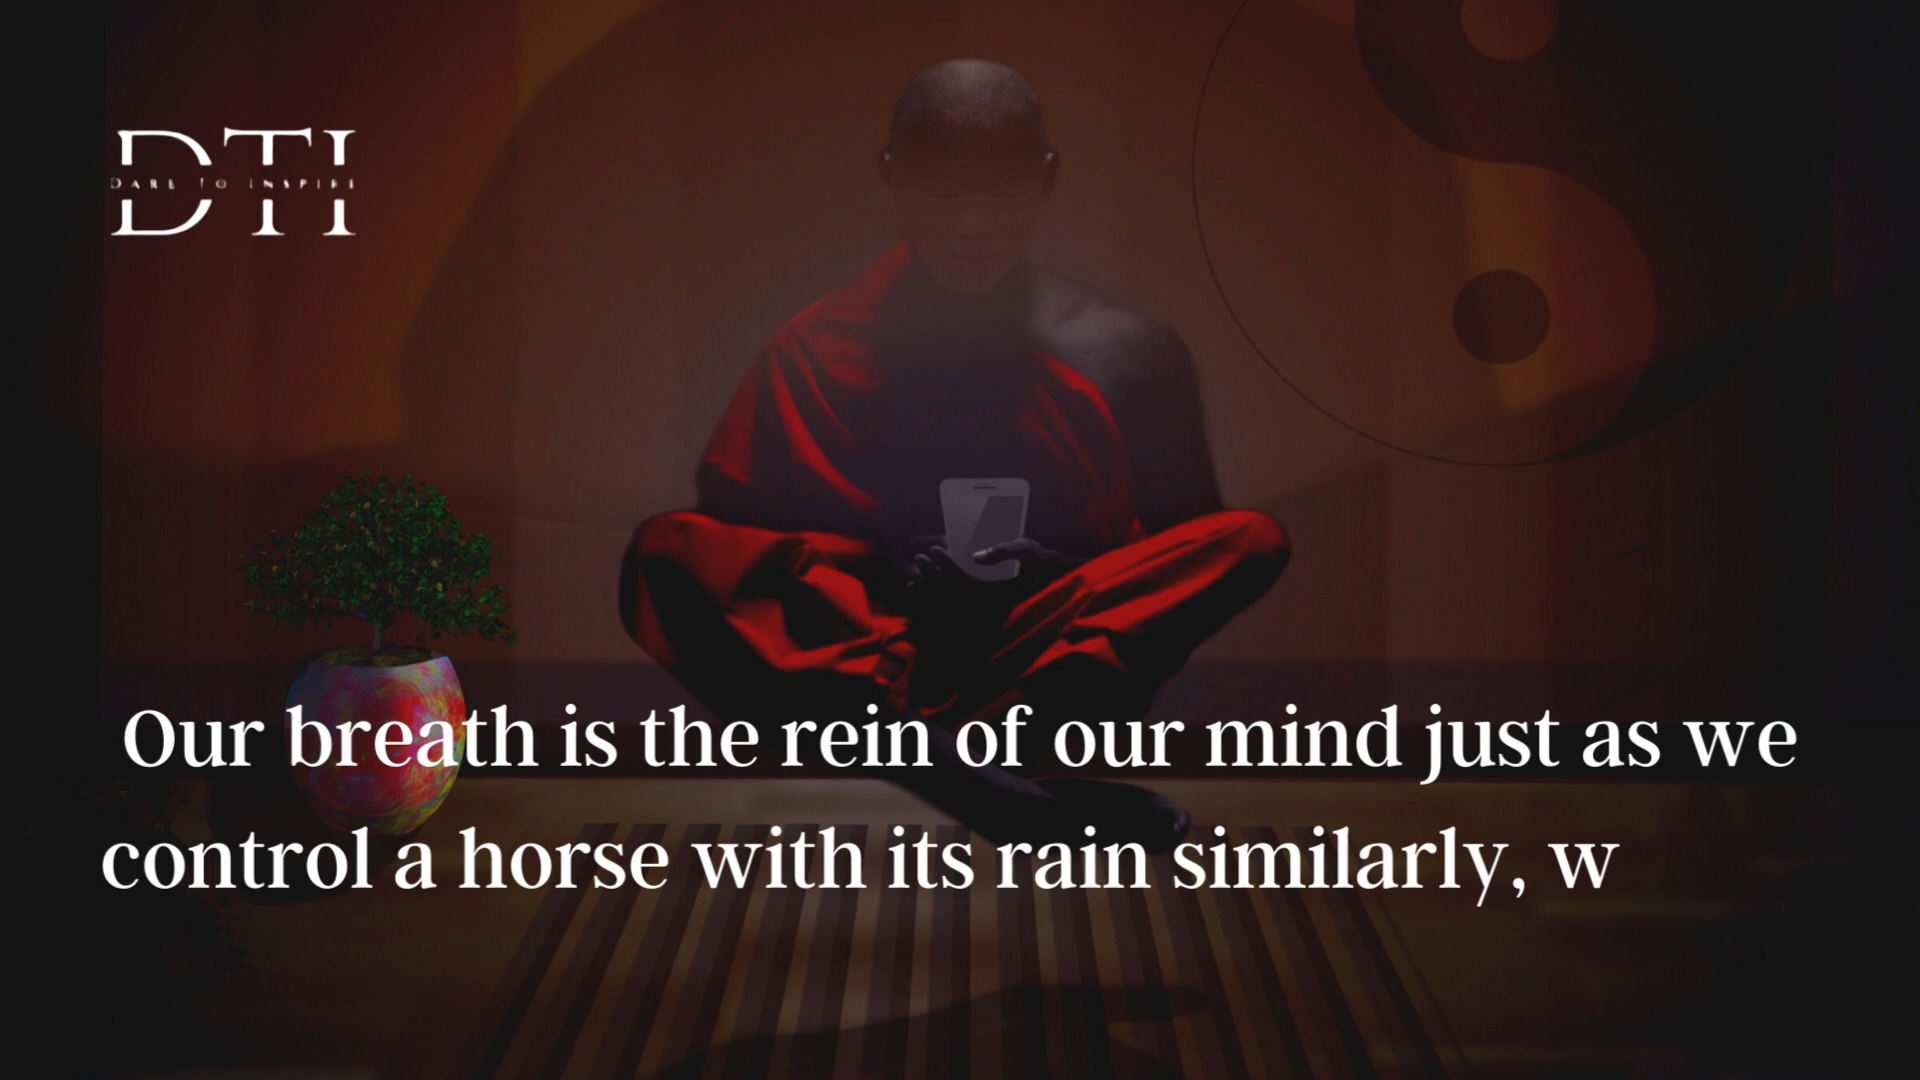 DTI
DARE TO INSPIRE
Our breath is the rein of our mind just as we
control a horse with its rain similarly, w